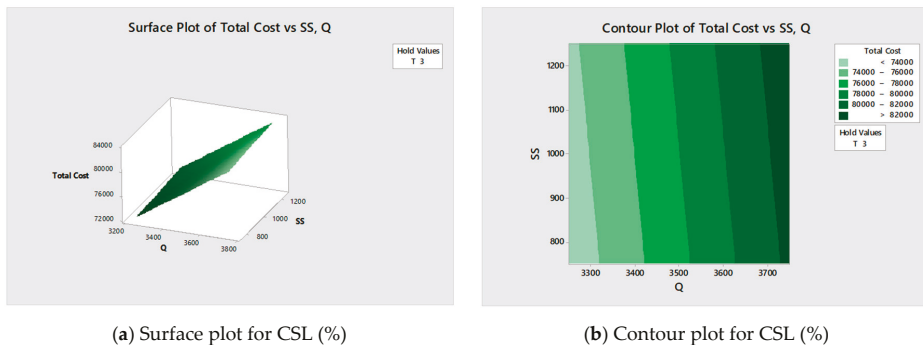 Surface Plot of Total Cost vs SS, Q
Hold Values
T 3
84000
80000
Total Cost
76000
72000
3200
3400
3600
3800
Q
800
1000
1200
SS
(a) Surface plot for CSL (%)
Contour Plot of Total Cost vs SS, Q
1200
1100
1000
900
800
SS
3300 3400 3500 3600 3700
Q
Total Cost
< 74000
74000 – 76000
76000 – 78000
78000 – 80000
80000 – 82000
> 82000
Hold Values
T 3
(b) Contour plot for CSL (%)